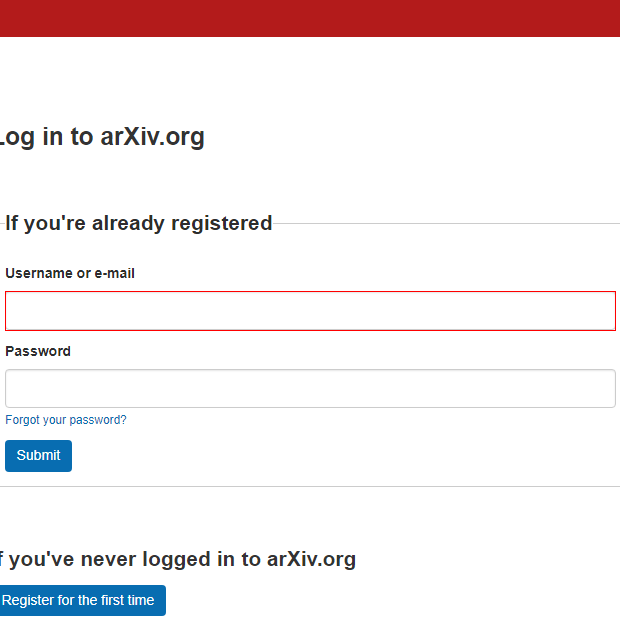 Log in to arXiv.org
If you're already registered
Username or e-mail
Password
Forgot your password?
Submit
If you've never logged in to arXiv.org
Register for the first time